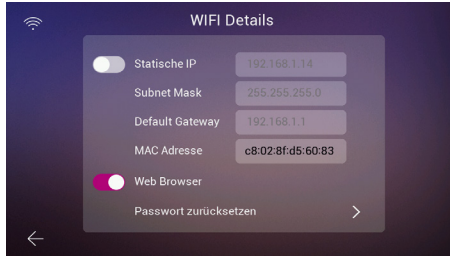 WIFI Details
Statische IP 192.168.1.14
Subnet Mask 255.255.255.0
Default Gateway 192.168.1.1
MAC Adresse c8:02:8f:d5:60:83
Web Browser
Passwort zurücksetzen